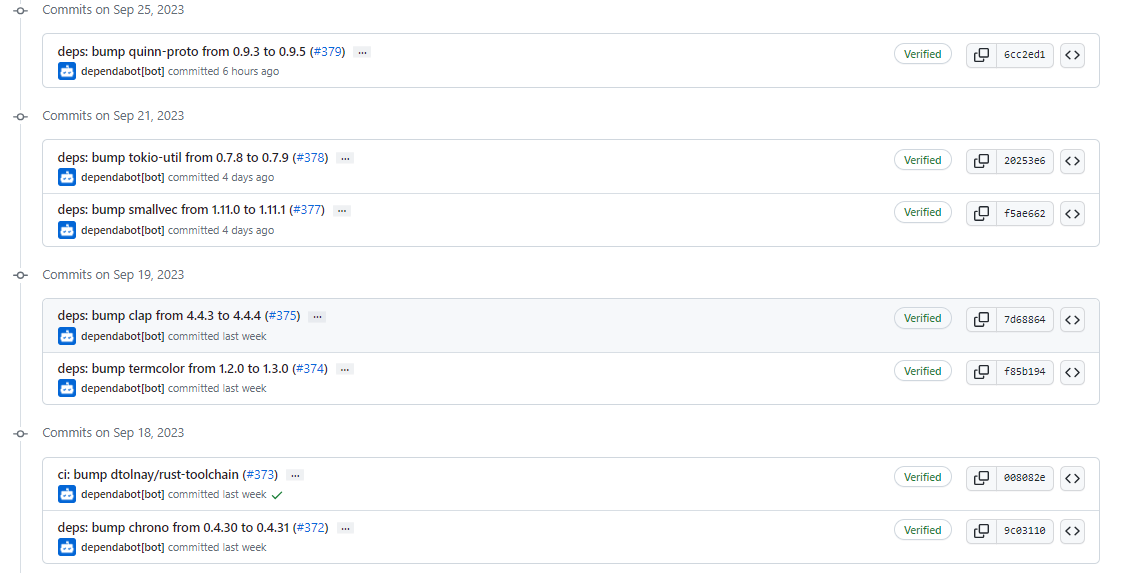 Commits on Sep 25, 2023
deps: bump quinn-proto from 0.9.3 to 0.9.5 (#379) ...
Verified
6cc2ed1
dependabot[bot] committed 6 hours ago
Commits on Sep 21, 2023
deps: bump tokio-util from 0.7.8 to 0.7.9 (#378) ...
Verified
20253e6
dependabot[bot] committed 4 days ago
deps: bump smallvec from 1.11.0 to 1.11.1 (#377) ...
Verified
f5ae662
dependabot[bot] committed 4 days ago
Commits on Sep 19, 2023
deps: bump clap from 4.4.3 to 4.4.4 (#375) ...
Verified
7d68864
dependabot[bot] committed last week
deps: bump termcolor from 1.2.0 to 1.3.0 (#374) ...
Verified
f85b194
dependabot[bot] committed last week
Commits on Sep 18, 2023
ci: bump dtolnay/rust-toolchain (#373) ...
Verified
008082e
dependabot[bot] committed last week
deps: bump chrono from 0.4.30 to 0.4.31 (#372) ...
Verified
9c03110
dependabot[bot] committed last week